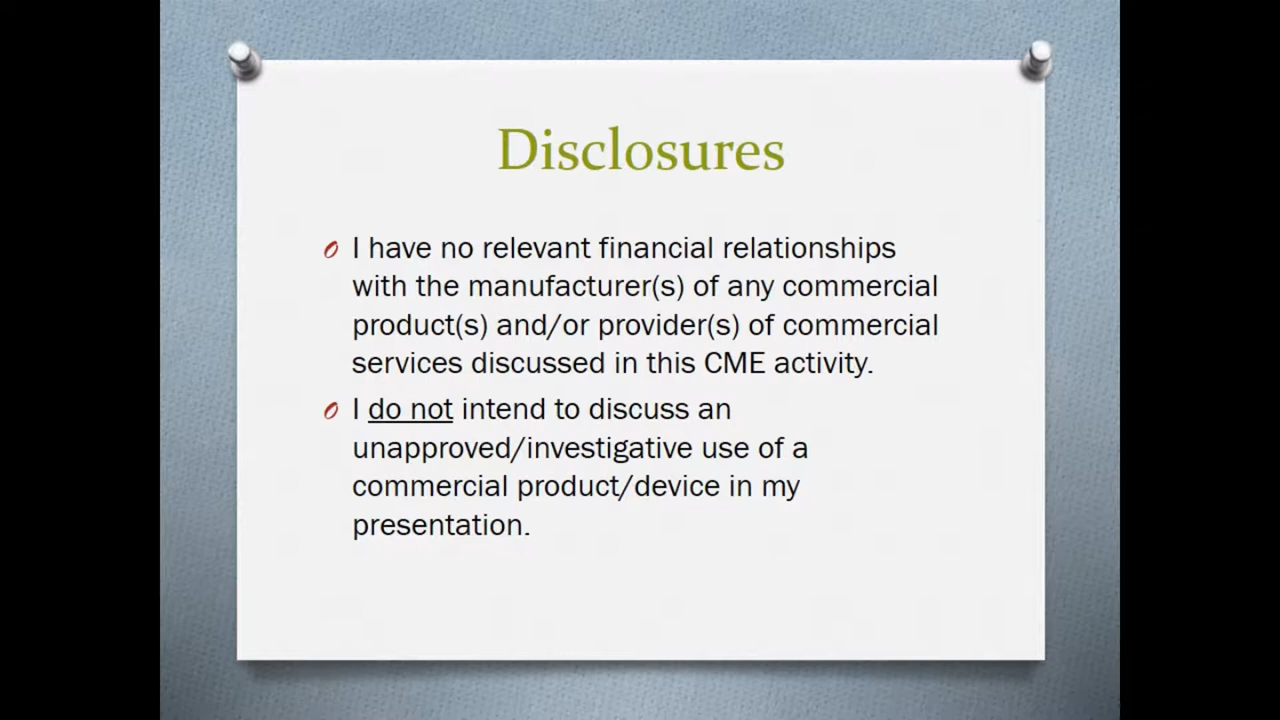 Disclosures
I have no relevant financial relationships
with the manufacturer(s) of any commercial
product(s) and/or provider(s) of commercial
services discussed in this CME activity.
I do not intend to discuss an
unapproved/investigative use of a
commercial product/device in my
presentation.